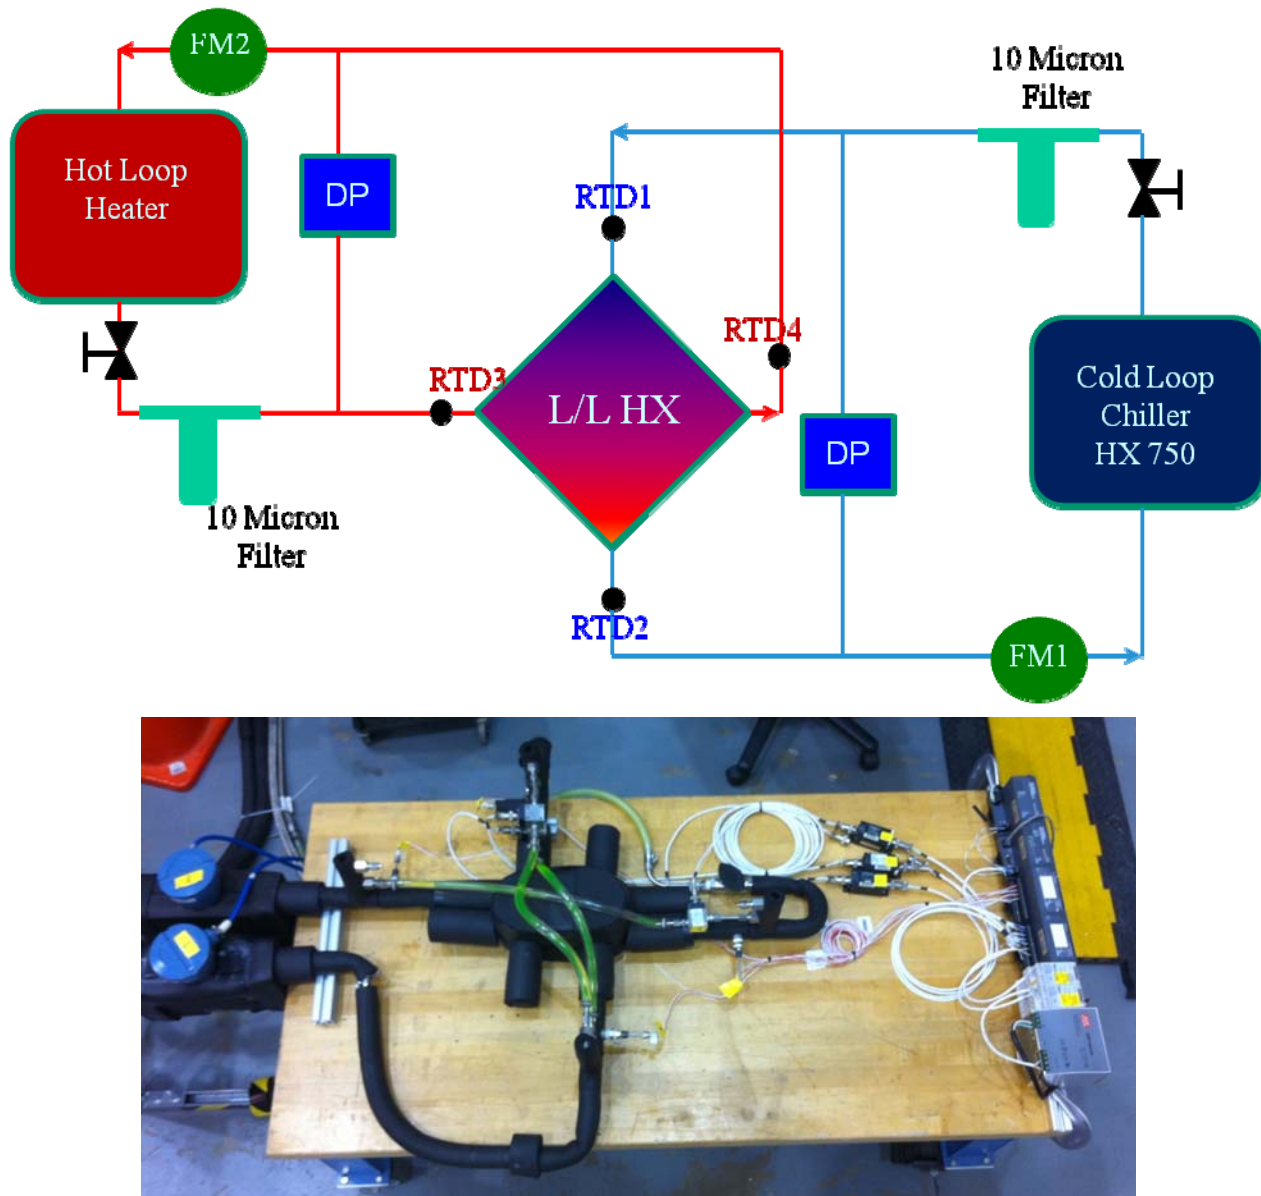 FM2
10 Micron
Filter
Hot Loop
Heater
DP
RTD1
RTD4
RTD3
L/L HX
Cold Loop
Chiller
HX 750
DP
10 Micron
Filter
RTD2
FM1